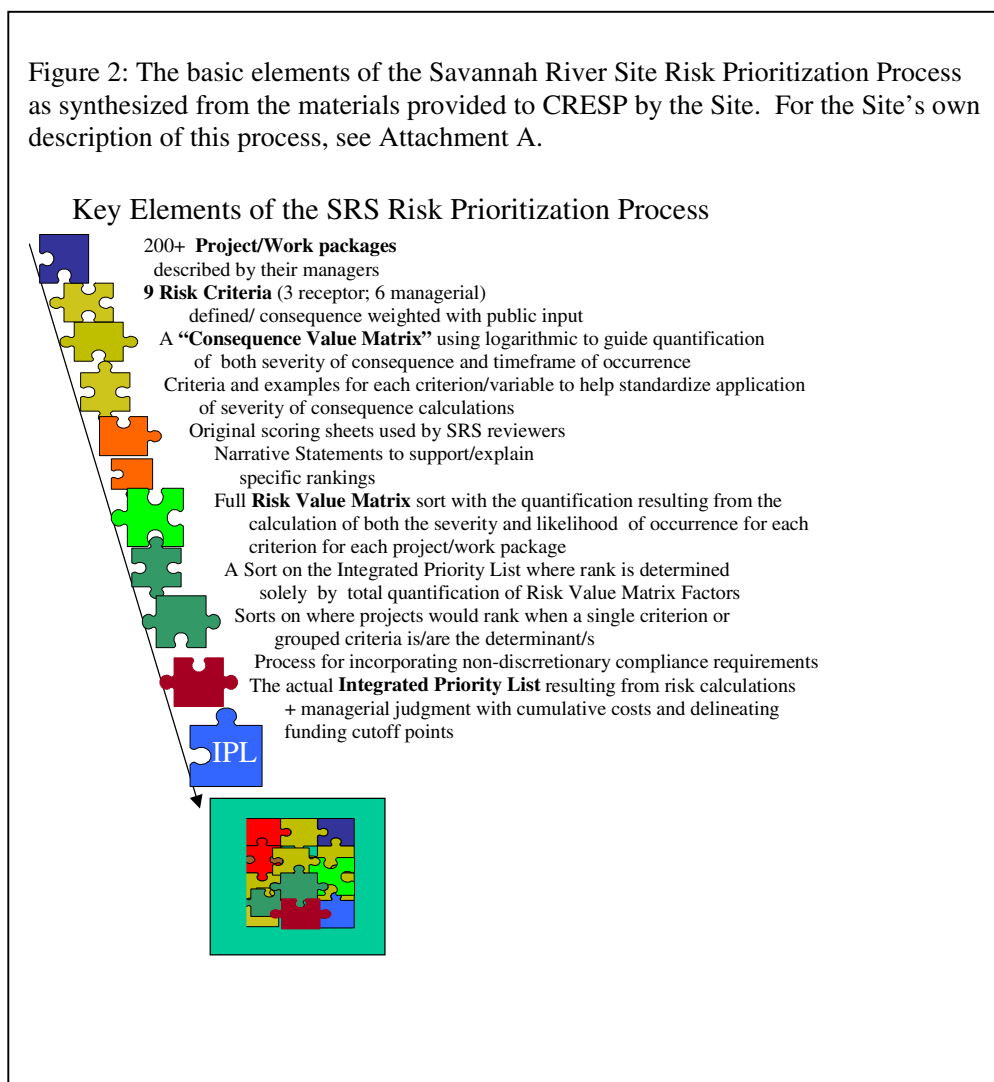 Figure 2: The basic elements of the Savannah River Site Risk Prioritization Process
as synthesized from the materials provided to CRESP by the Site.  For the Site's own
description of this process, see Attachment A.
Key Elements of the SRS Risk Prioritization Process
200+  Project/Work packages
described by their managers
9 Risk Criteria (3 receptor; 6 managerial)
defined/ consequence weighted with public input
A “Consequence Value Matrix” using logarithmic to guide quantification
of  both severity of consequence and timeframe of occurrence
Criteria and examples for each criterion/variable to help standardize application
of severity of consequence calculations
Original scoring sheets used by SRS reviewers
Narrative Statements to support/explain
specific rankings
Full Risk Value Matrix sort with the quantification resulting from the
calculation of both the severity and likelihood  of occurrence for each
criterion for each project/work package
A Sort on the Integrated Priority List where rank is determined
solely  by  total quantification of Risk Value Matrix Factors
Sorts on where projects would rank when a single criterion or
grouped criteria is/are the determinant/s
Process for incorporating non-discrretionary compliance requirements
The actual Integrated Priority List resulting from risk calculations
+ managerial judgment with cumulative costs and delineating
funding cutoff points
IPL